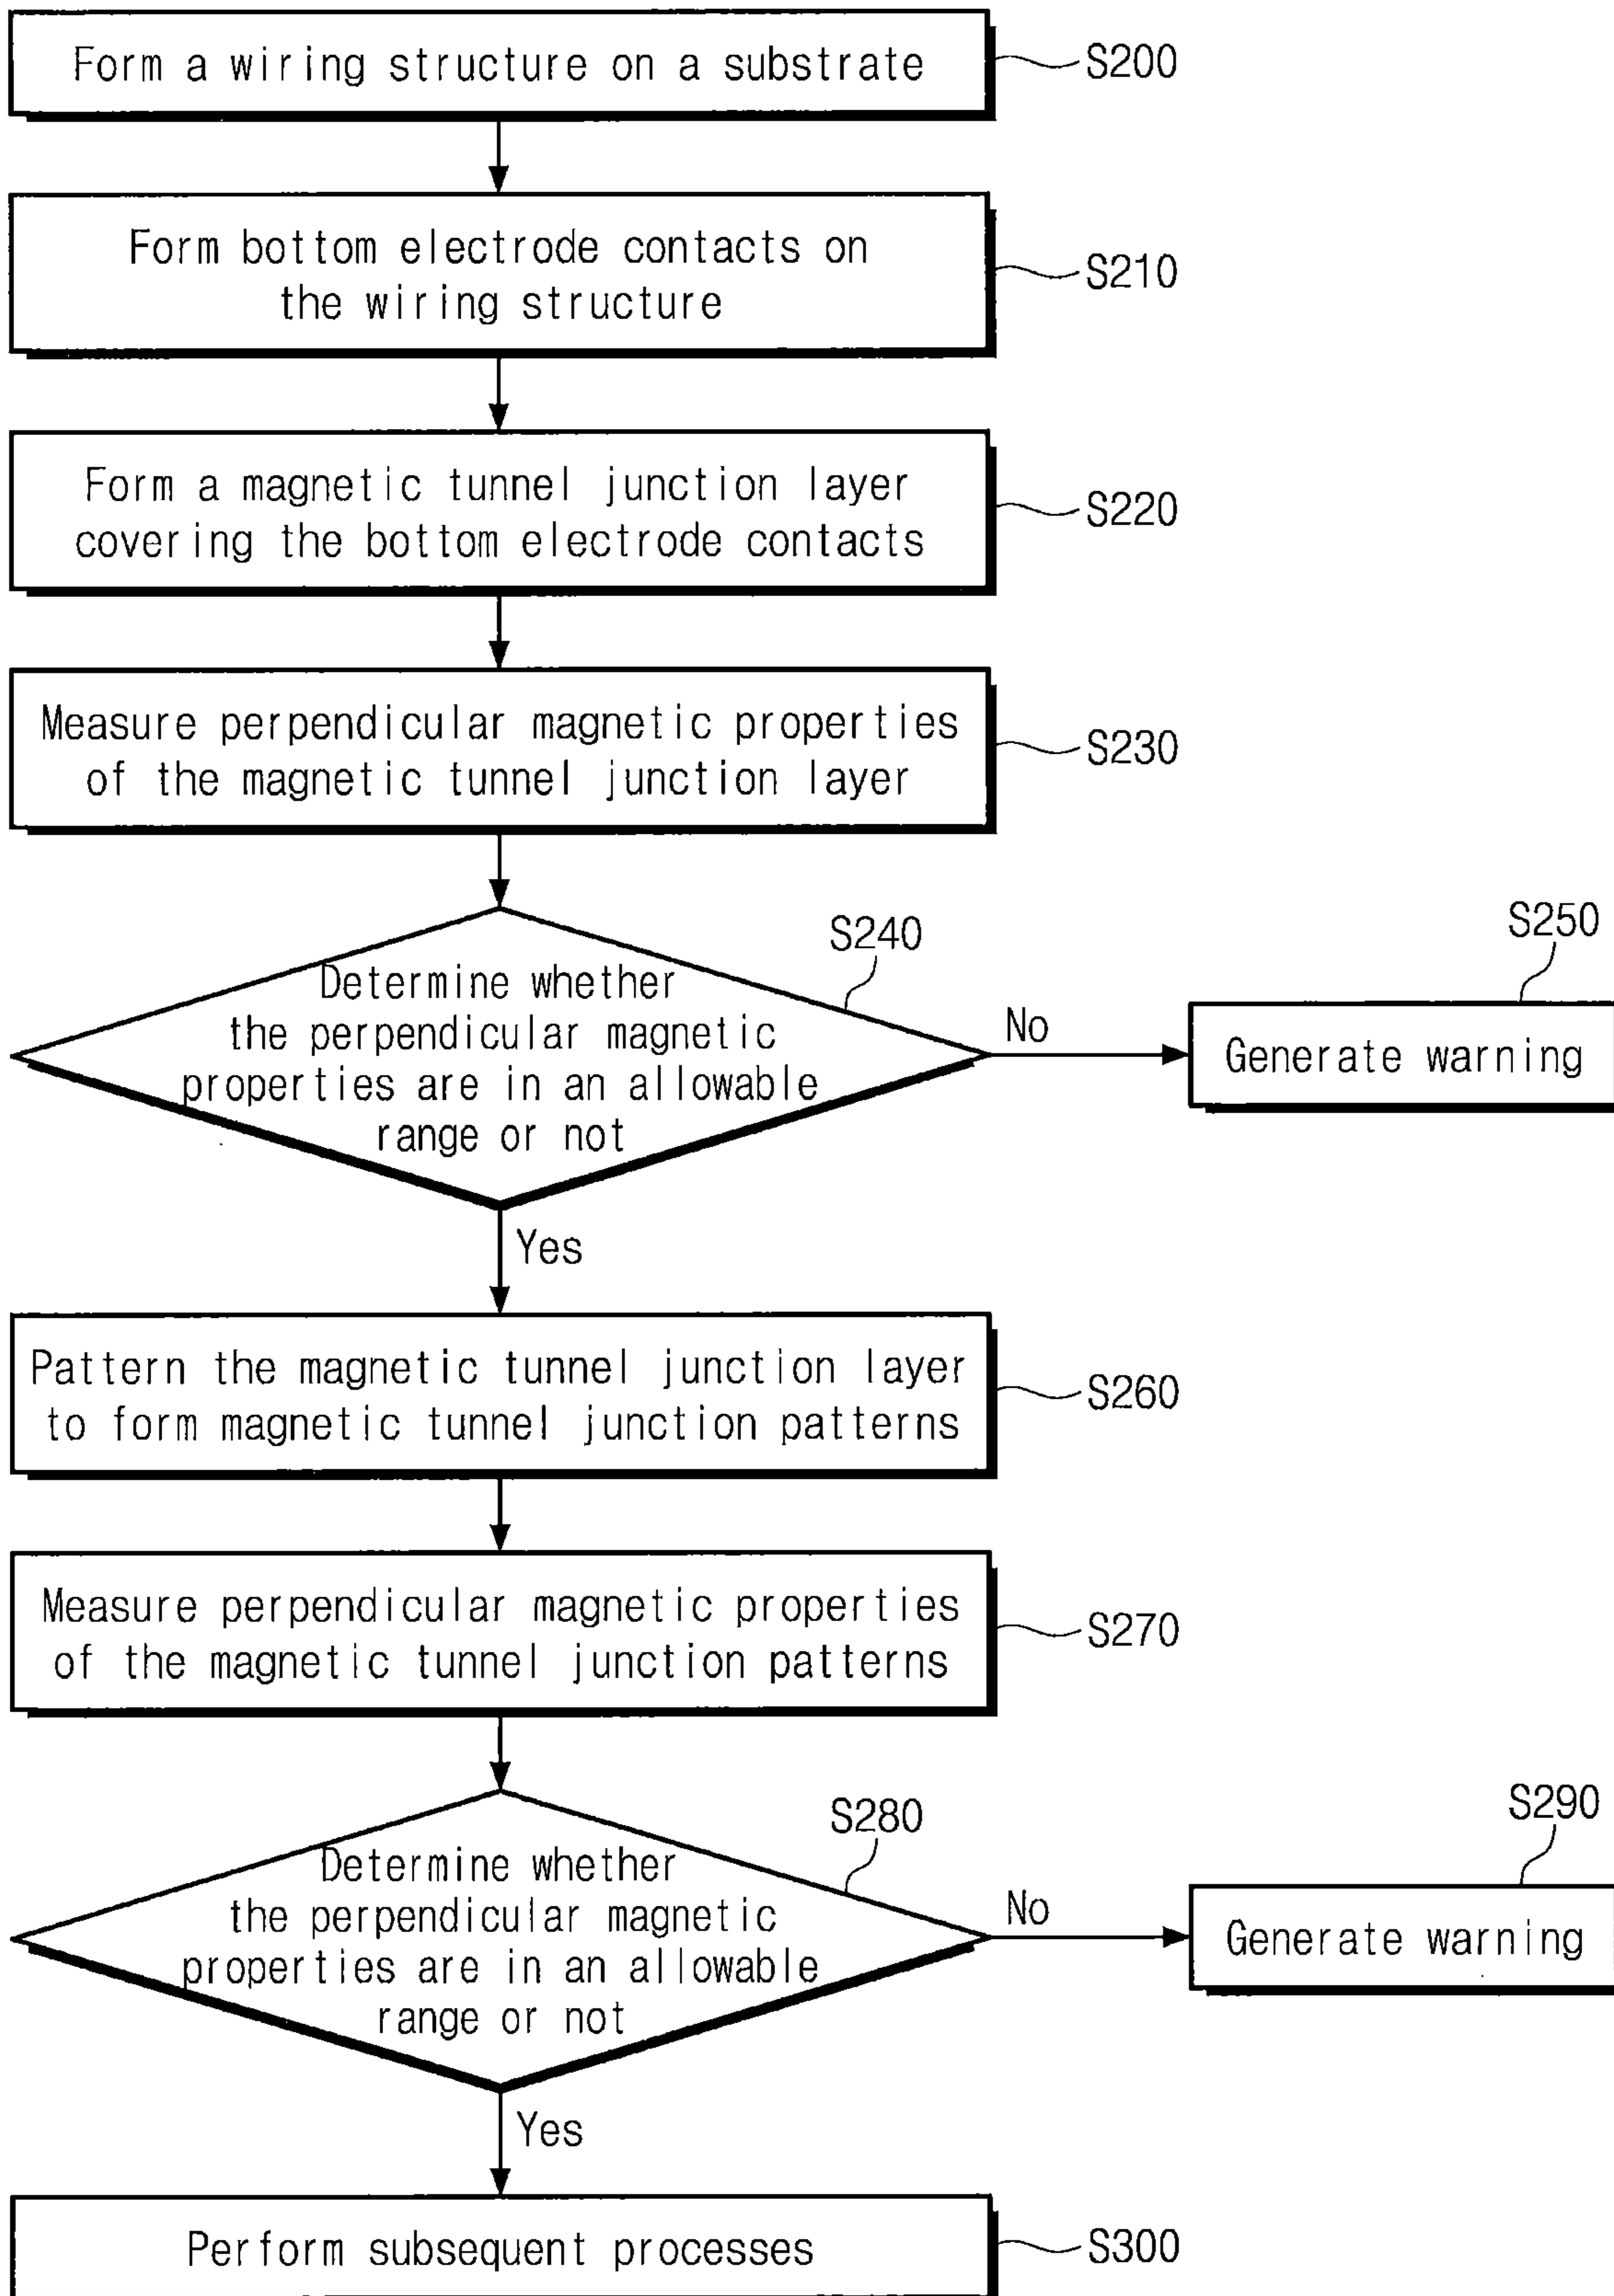 Form a wiring structure on a substrate
S200
Form bottom electrode contacts on
the wiring structure
S210
Form a magnetic tunnel junction layer
covering the bottom electrode contacts
S220
Measure perpendicular magnetic properties
of the magnetic tunnel junction layer
S230
S240
Determine whether
the perpendicular magnetic
properties are in an allowable
range or not
No
S250
Generate warning
Yes
Pattern the magnetic tunnel junction layer
to form magnetic tunnel junction patterns
S260
Measure perpendicular magnetic properties
of the magnetic tunnel junction patterns
S270
S280
Determine whether
the perpendicular magnetic
properties are in an allowable
range or not
No
S290
Generate warning
Yes
Perform subsequent processes
S300